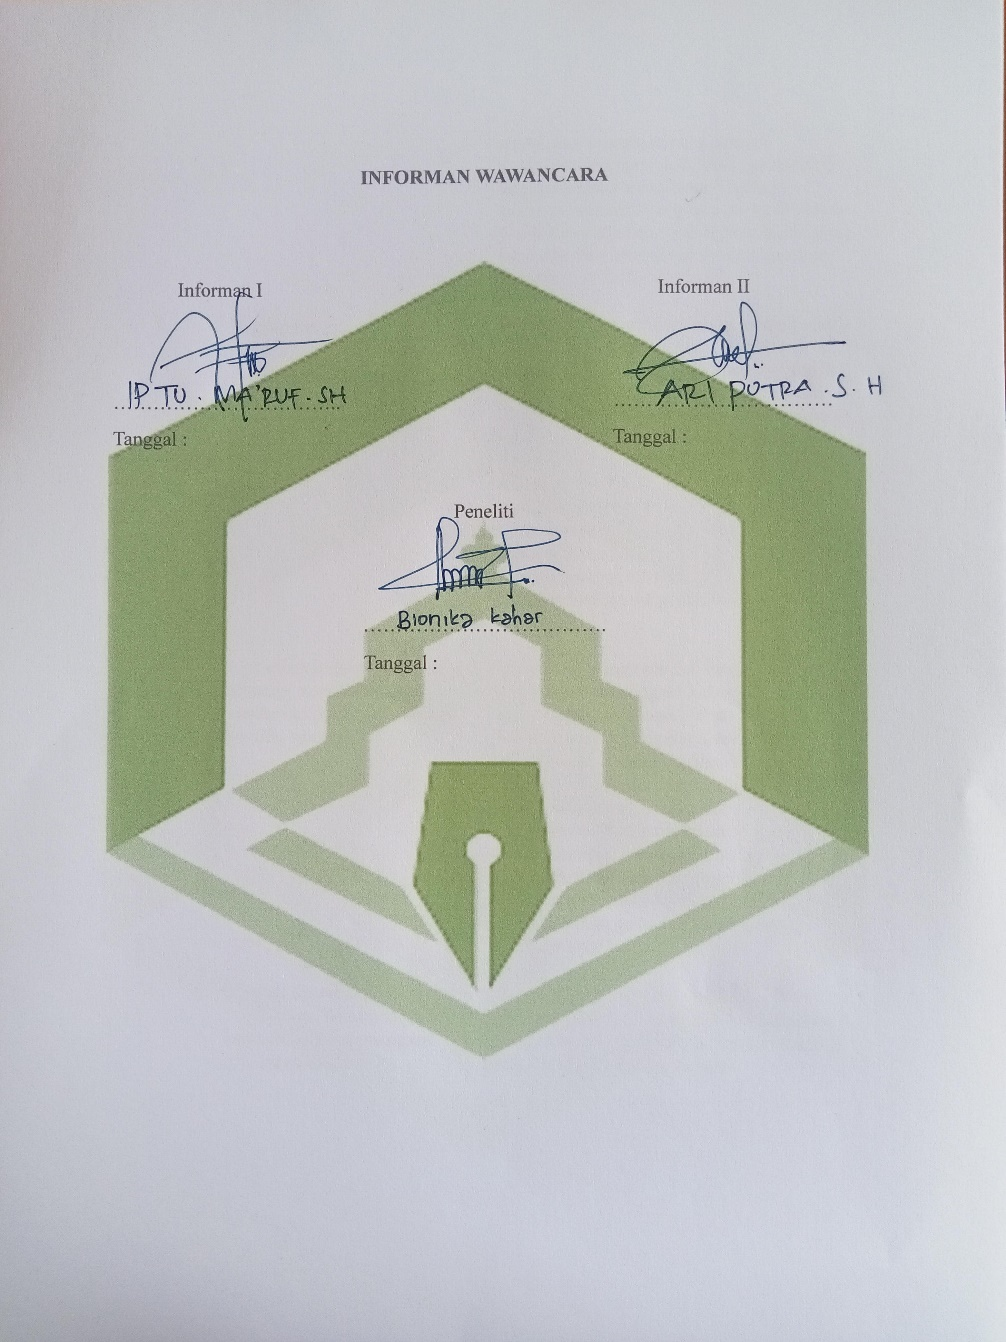 INFORMAN WAWANCARA
Informan I
Informan II
IPTU. MA'RUF. SH
ARI PUTRA. S. H
Tanggal :
Tanggal :
Peneliti
Bionika kahar
Tanggal :